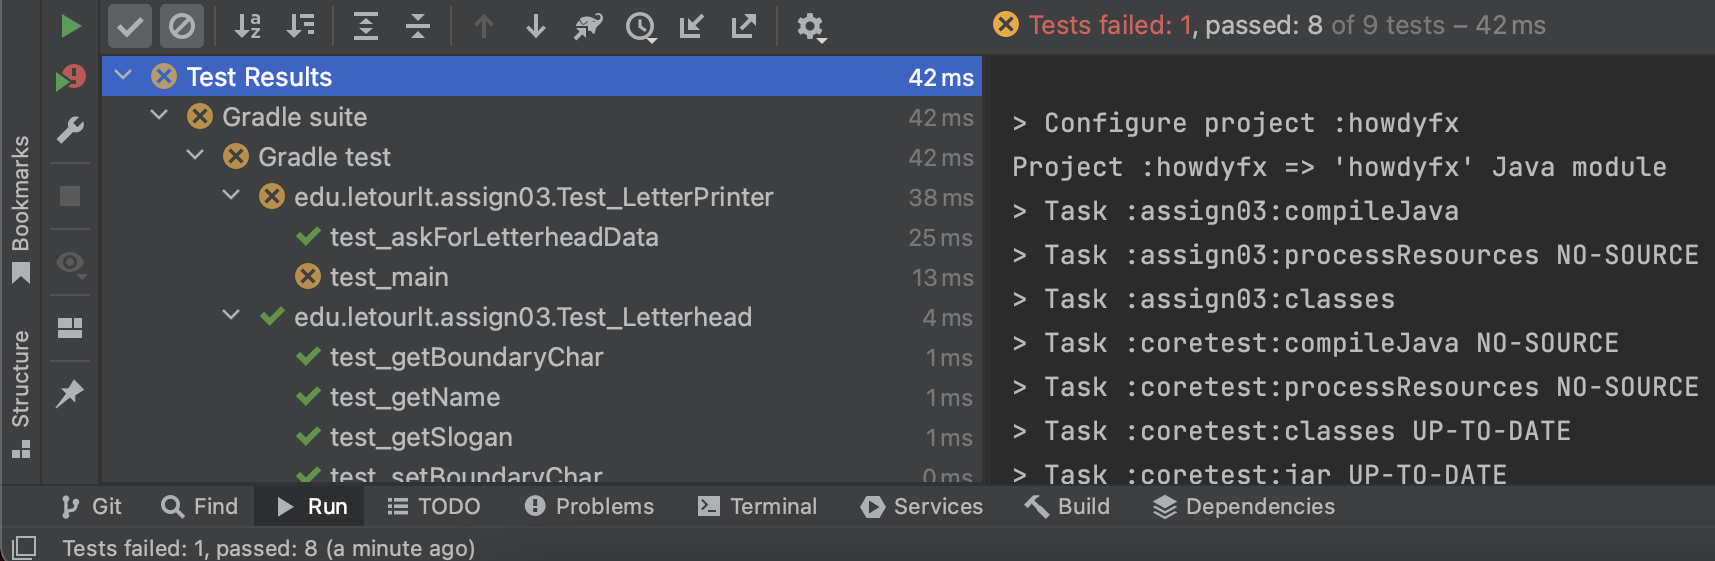 Tests failed: 1, passed: 8 of 9 tests – 42 ms
Bookmarks
Structure
Test Results 42 ms
Gradle suite 42 ms
Gradle test 42 ms
edu.letourlt.assign03.Test_LetterPrinter 38 ms
test_askForLetterheadData 25 ms
test_main 13 ms
edu.letourlt.assign03.Test_Letterhead 4 ms
test_getBoundaryChar 1 ms
test_getName 1 ms
test_getSlogan 1 ms
test_setBoundaryChar 0 ms
> Configure project :howdyfx
Project :howdyfx => 'howdyfx' Java module
> Task :assign03:compileJava
> Task :assign03:processResources NO-SOURCE
> Task :assign03:classes
> Task :coretest:compileJava NO-SOURCE
> Task :coretest:processResources NO-SOURCE
> Task :coretest:classes UP-TO-DATE
> Task :coretest:jar UP-TO-DATE
Git Find Run TODO Problems Terminal Services Build Dependencies
Tests failed: 1, passed: 8 (a minute ago)